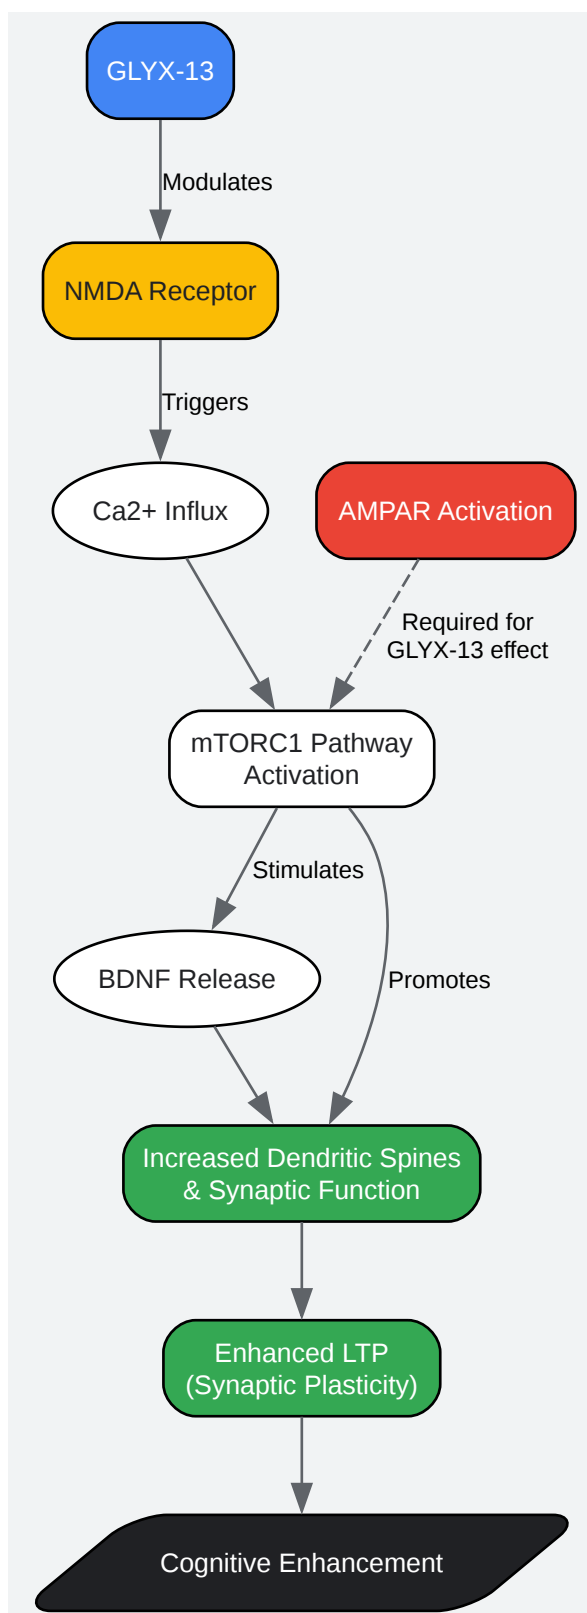 GLYX-13
Modulates
NMDA Receptor
Triggers
Ca2+ Influx
AMPAR Activation
Required for
GLYX-13 effect
mTORC1 Pathway
Activation
Stimulates
BDNF Release
Promotes
Increased Dendritic Spines
& Synaptic Function
Enhanced LTP
(Synaptic Plasticity)
Cognitive Enhancement